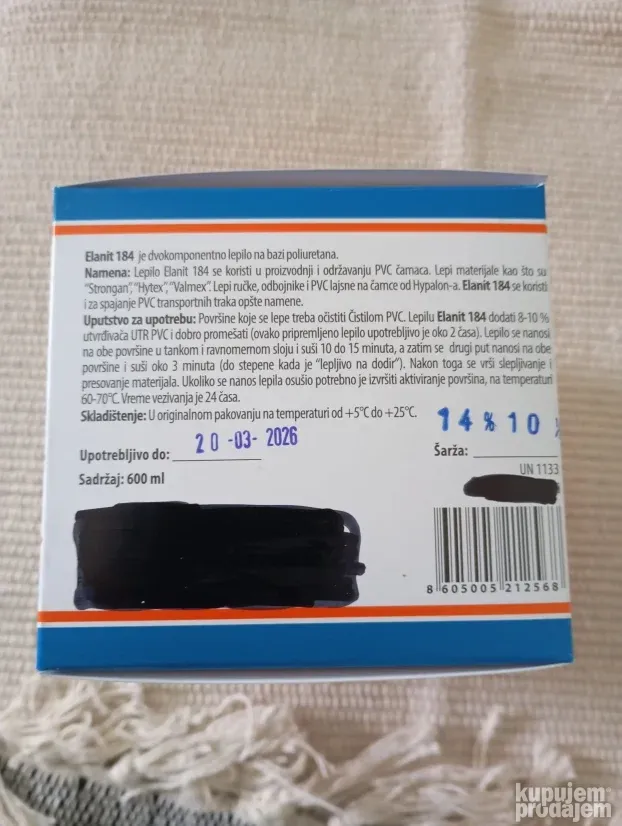 Elanit 184 je dvokomponentno lepilo na bazi poliuretana.
Namena: Lepilo Elanit 184 se koristi u proizvodnji i održavanju PVC čamaca. Lepi materijale kao što su
"Strongan", "Hytex", "Valmex". Lepi ručke, odbojnike i PVC lajsne na čamce od Hypalon-a. Elanit 184 se koristi
i za spajanje PVC transportnih traka opšte namene.
Uputstvo za upotrebu: Površine koje se lepe treba očistiti Čistilom PVC. Lepilu Elanit 184 dodati 8-10 %
utvrđivača UTR PVC i dobro promešati (ovako pripremljeno lepilo upotrebljivo je oko 2 časa). Lepilo se nanosi
na obe površine u tankom i ravnomernom sloju i suši 10 do 15 minuta, a zatim se drugi put nanosi na obe
površine i suši oko 3 minuta (do stepene kada je "lepljivo na dodir"). Nakon toga se vrši slepljivanje i
presovanje materijala. Ukoliko se nanos lepila osušio potrebno je izvršiti aktiviranje površina, na temperaturi
60-70°C. Vreme vezivanja je 24 časa.
Skladištenje: U originalnom pakovanju na temperaturi od +5°C do +25°C.
14 % 10 %
Upotrebljivo do: 20-03-2026
Šarža:
Sadržaj: 600 ml
UN 1133
8 605005 212568
kupujem
prodajem